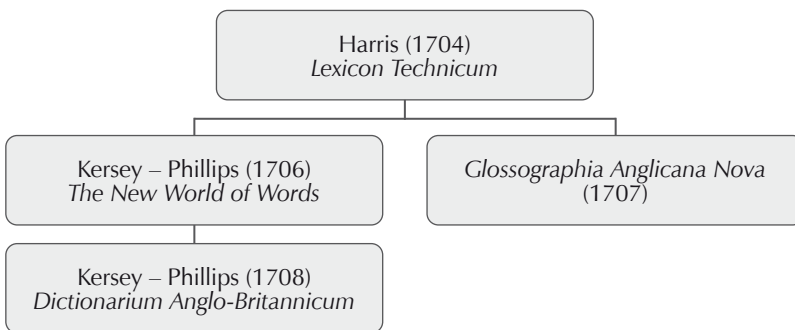 Harris (1704)
Lexicon Technicum
Kersey – Phillips (1706)
The New World of Words
Glossographia Anglicana Nova
(1707)
Kersey – Phillips (1708)
Dictionarium Anglo-Britannicum